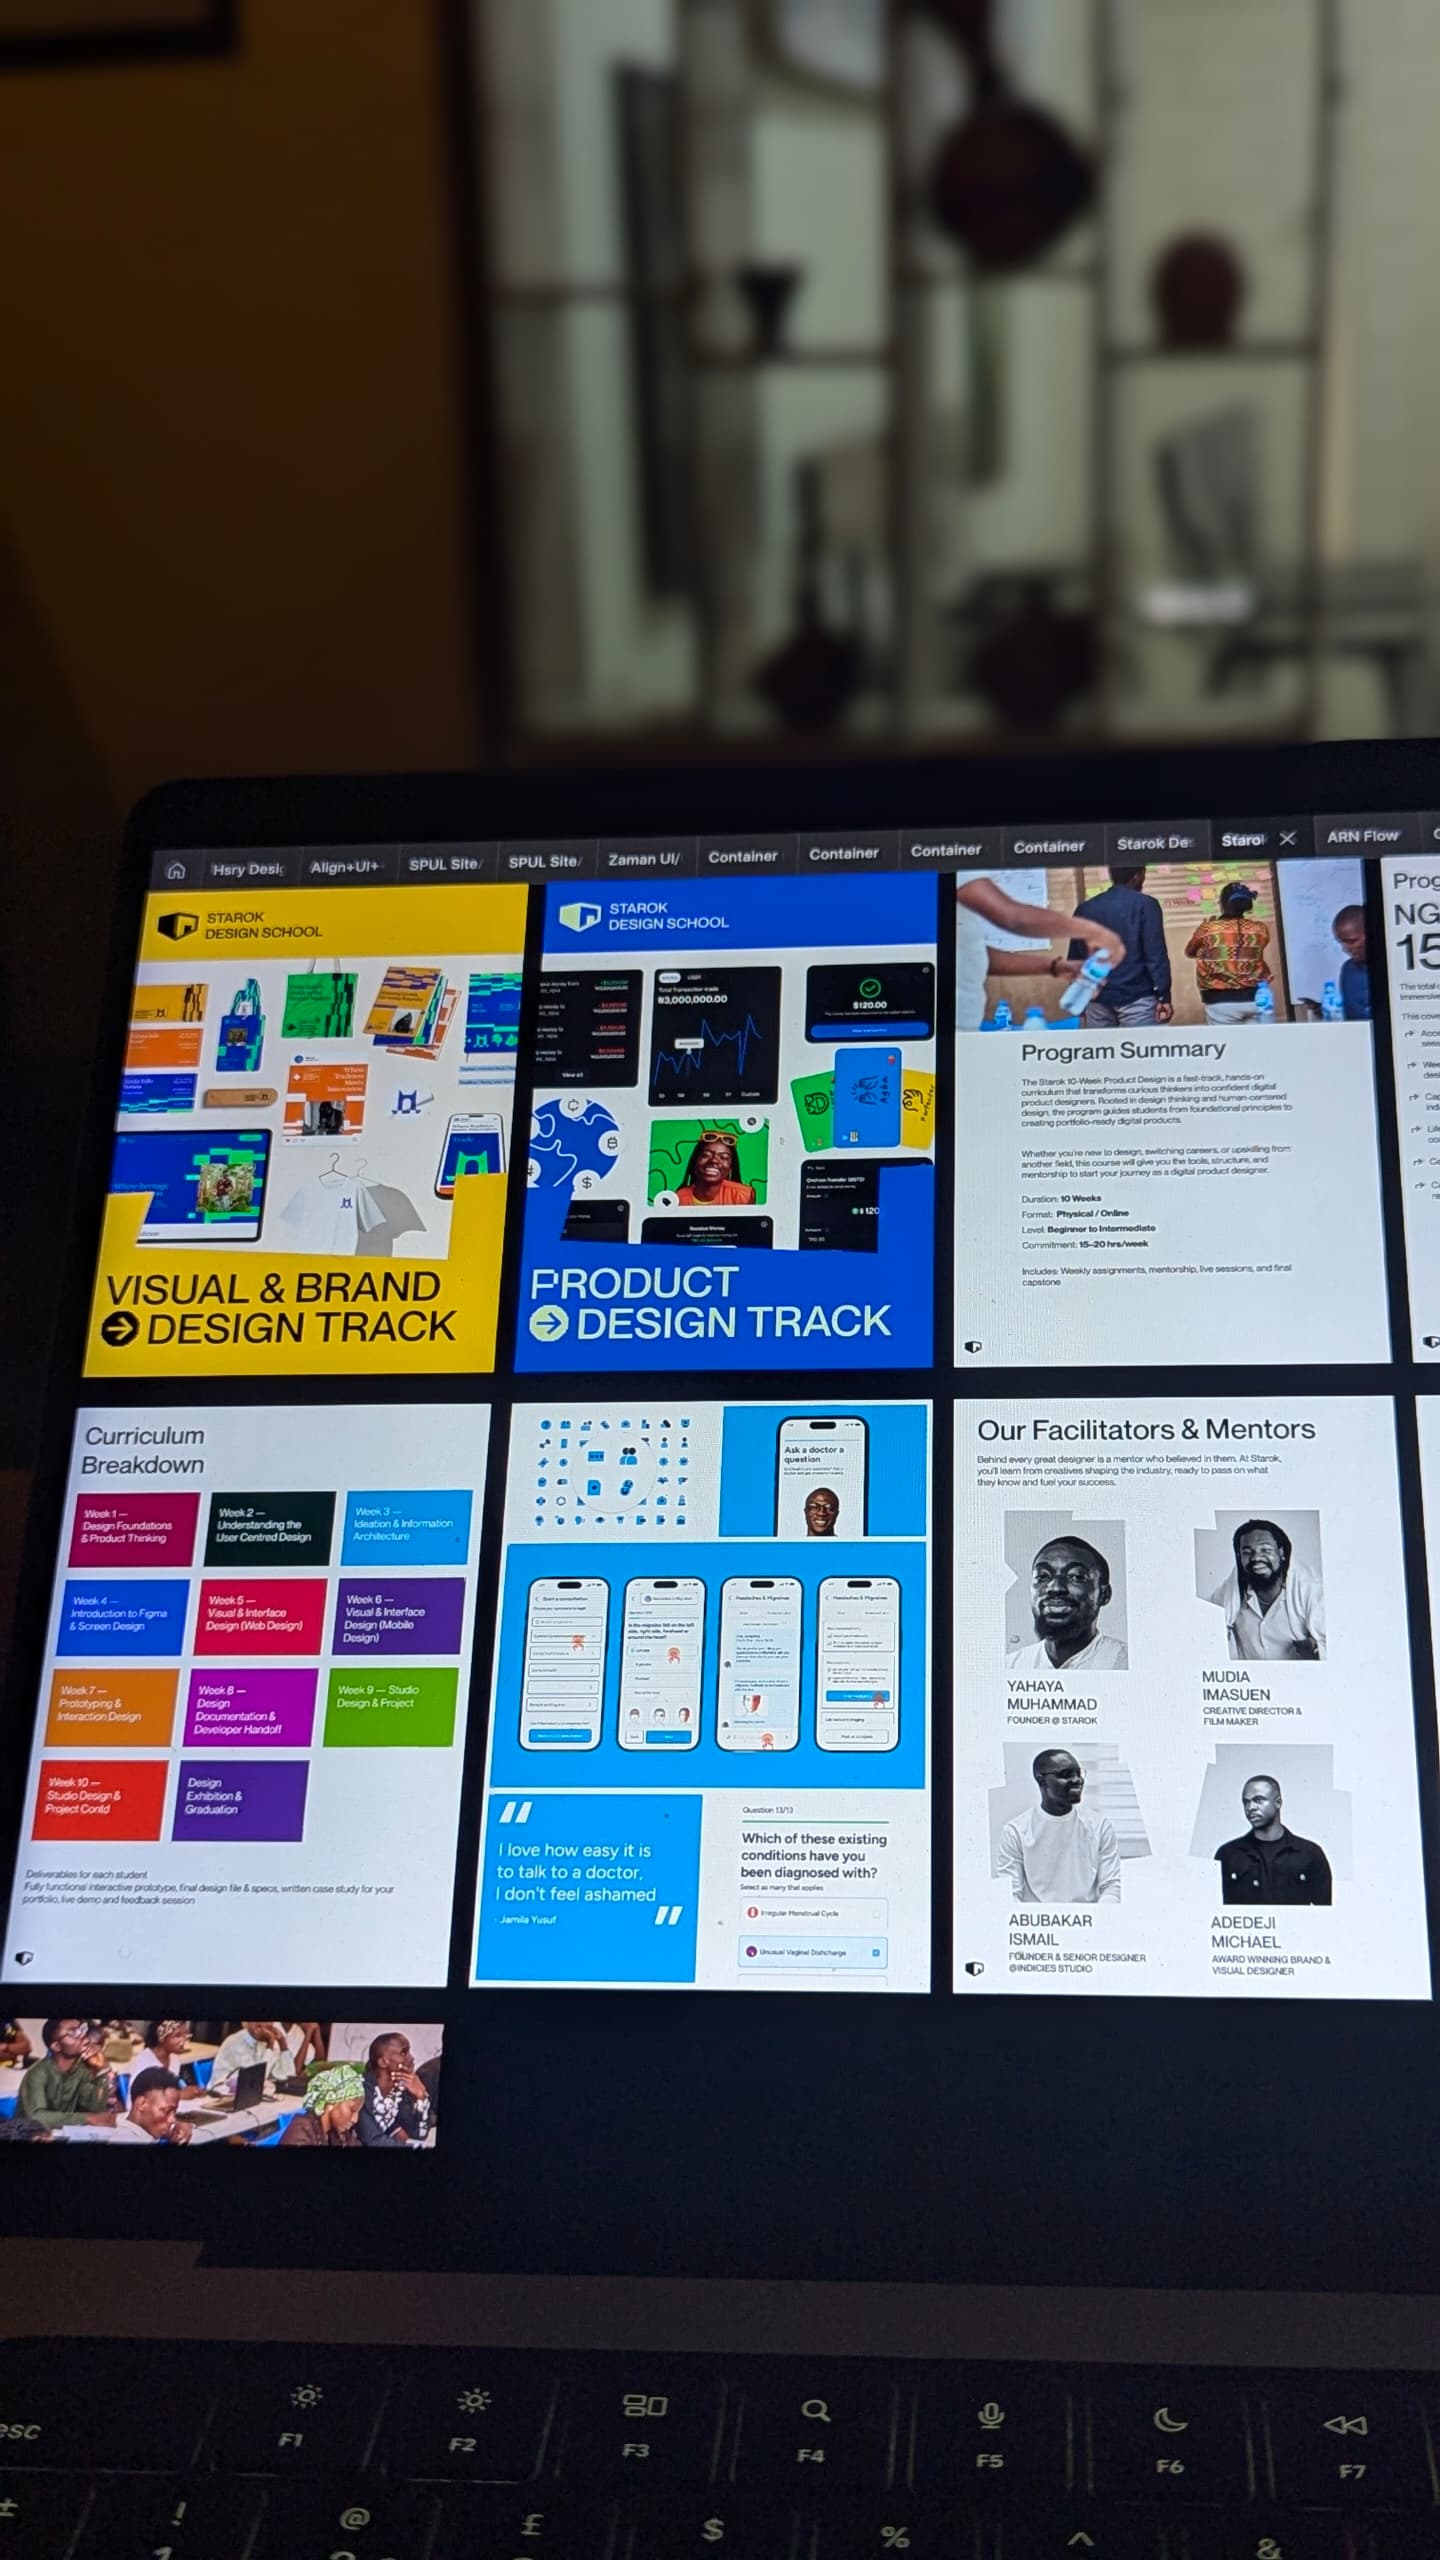 Hsry Desig
Align+UI+
SPUL Site/
SPUL Site/
Zaman UI/
Container
Container
Container
Container
Starok De
Starol
ARN Flow
STAROK
DESIGN SCHOOL
VISUAL & BRAND
DESIGN TRACK
STAROK
DESIGN SCHOOL
Total Transaction made
₦3,000,000.00
$120.00
View all
PRODUCT
DESIGN TRACK
Program Summary
The Starok 10-Week Product Design is a fast-track, hands-on
curriculum that transforms curious thinkers into confident digital
product designers. Rooted in design thinking and human-centered
design, the program guides students from foundational principles to
creating portfolio-ready digital products.
Whether you're new to design, switching careers, or upskilling from
another field, this course will give you the tools, structure, and
mentorship to start your journey as a digital product designer.
Duration: 10 Weeks
Format: Physical / Online
Level: Beginner to Intermediate
Commitment: 15–20 hrs/week
Includes: Weekly assignments, mentorship, live sessions, and final
capstone
Prog
NG
15
The total
This cove
Curriculum
Breakdown
Week 1 —
Design Foundations
& Product Thinking
Week 2 —
Understanding the
User Centred Design
Week 3 —
Ideation & Information
Architecture
Week 4 —
Introduction to Figma
& Screen Design
Week 5 —
Visual & Interface
Design (Web Design)
Week 6 —
Visual & Interface
Design (Mobile
Design)
Week 7 —
Prototyping &
Interaction Design
Week 8 —
Design
Documentation &
Developer Handoff
Week 9 — Studio
Design & Project
Week 10 —
Studio Design &
Project Contd
Design
Exhibition &
Graduation
Deliverables for each student
Fully functional interactive prototype, final design file & specs, written case study for your
portfolio, live demo and feedback session
Ask a doctor a
question
I love how easy it is
to talk to a doctor,
I don't feel ashamed
- Jamila Yusuf
Question 13/13
Which of these existing
conditions have you
been diagnosed with?
Select as many that applies
Irregular Menstrual Cycle
Unusual Vaginal Dishcharge
Our Facilitators & Mentors
Behind every great designer is a mentor who believed in them. At Starok,
you'll learn from creatives shaping the industry, ready to pass on what
they know and fuel your success.
YAHAYA
MUHAMMAD
FOUNDER @ STAROK
MUDIA
IMASUEN
CREATIVE DIRECTOR &
FILM MAKER
ABUBAKAR
ISMAIL
FOUNDER & SENIOR DESIGNER
@INDICIES STUDIO
ADEDEJI
MICHAEL
AWARD WINNING BRAND &
VISUAL DESIGNER
esc
F1
F2
F3
F4
F5
F6
F7
±
!
@
£
$
%
^
&